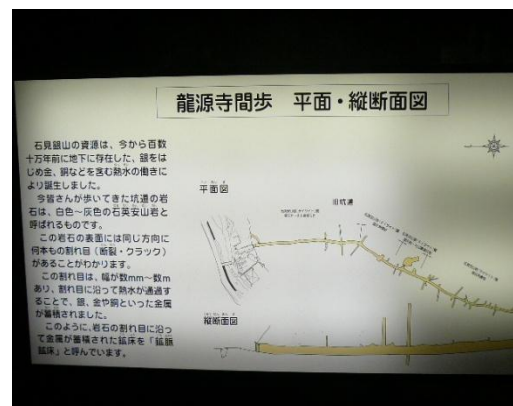 龍源寺間歩 平面・縦断面図
石見銀山の資源は、今から百数
十万年前に地下に存在した、銀をは
じめ金、銅などを含む熱水の働きに
より誕生しました。
今皆さんが歩いてきた坑道の岩
石は、白色〜灰色の石英安山岩と
呼ばれるものです。
この岩石の表面には同じ方向に
何本もの割れ目（断裂・クラック）
があることがわかります。
この割れ目は、幅が数mm〜数m
あり、割れ目に沿って熱水が通過す
ることで、銀、金や銅といった金属
が蓄積されました。
このように、岩石の割れ目に沿っ
て金属が蓄積された鉱床を「鉱脈
鉱床」と呼んでいます。
平面図
旧坑道
縦断面図